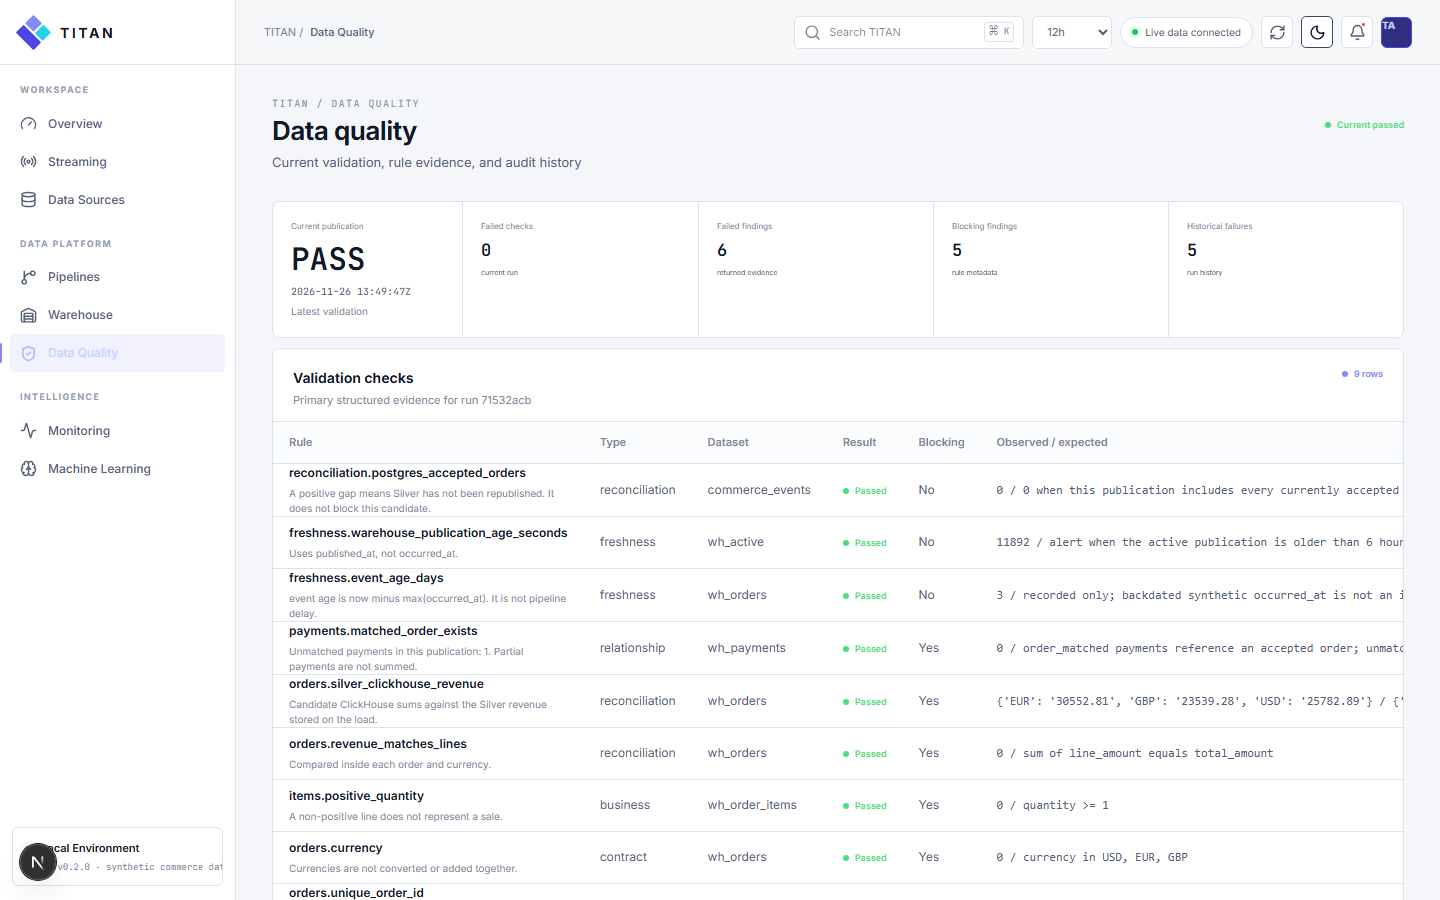 TITAN
TITAN / Data Quality
Search TITAN
⌘ K
12h
Live data connected
TA
WORKSPACE
Overview
Streaming
Data Sources
DATA PLATFORM
Pipelines
Warehouse
Data Quality
INTELLIGENCE
Monitoring
Machine Learning
ocal Environment
v0.2.0 · synthetic commerce dat
N
TITAN / DATA QUALITY
Data quality
Current validation, rule evidence, and audit history
Current passed
Current publication
PASS
2026-11-26 13:49:47Z
Latest validation
Failed checks
0
current run
Failed findings
6
returned evidence
Blocking findings
5
rule metadata
Historical failures
5
run history
Validation checks
Primary structured evidence for run 71532acb
9 rows
Rule Type Dataset Result Blocking Observed / expected
reconciliation.postgres_accepted_orders
A positive gap means Silver has not been republished. It
does not block this candidate.
reconciliation commerce_events Passed No 0 / 0 when this publication includes every currently accepted
freshness.warehouse_publication_age_seconds
Uses published_at, not occurred_at.
freshness wh_active Passed No 11892 / alert when the active publication is older than 6 hour
freshness.event_age_days
event age is now minus max(occurred_at). It is not pipeline
delay.
freshness wh_orders Passed No 3 / recorded only; backdated synthetic occurred_at is not an i
payments.matched_order_exists
Unmatched payments in this publication: 1. Partial
payments are not summed.
relationship wh_payments Passed Yes 0 / order_matched payments reference an accepted order; unmatc
orders.silver_clickhouse_revenue
Candidate ClickHouse sums against the Silver revenue
stored on the load.
reconciliation wh_orders Passed Yes {'EUR': '30552.81', 'GBP': '23539.28', 'USD': '25782.89'} / {'
orders.revenue_matches_lines
Compared inside each order and currency.
reconciliation wh_orders Passed Yes 0 / sum of line_amount equals total_amount
items.positive_quantity
A non-positive line does not represent a sale.
business wh_order_items Passed Yes 0 / quantity >= 1
orders.currency
Currencies are not converted or added together.
contract wh_orders Passed Yes 0 / currency in USD, EUR, GBP
orders.unique_order_id